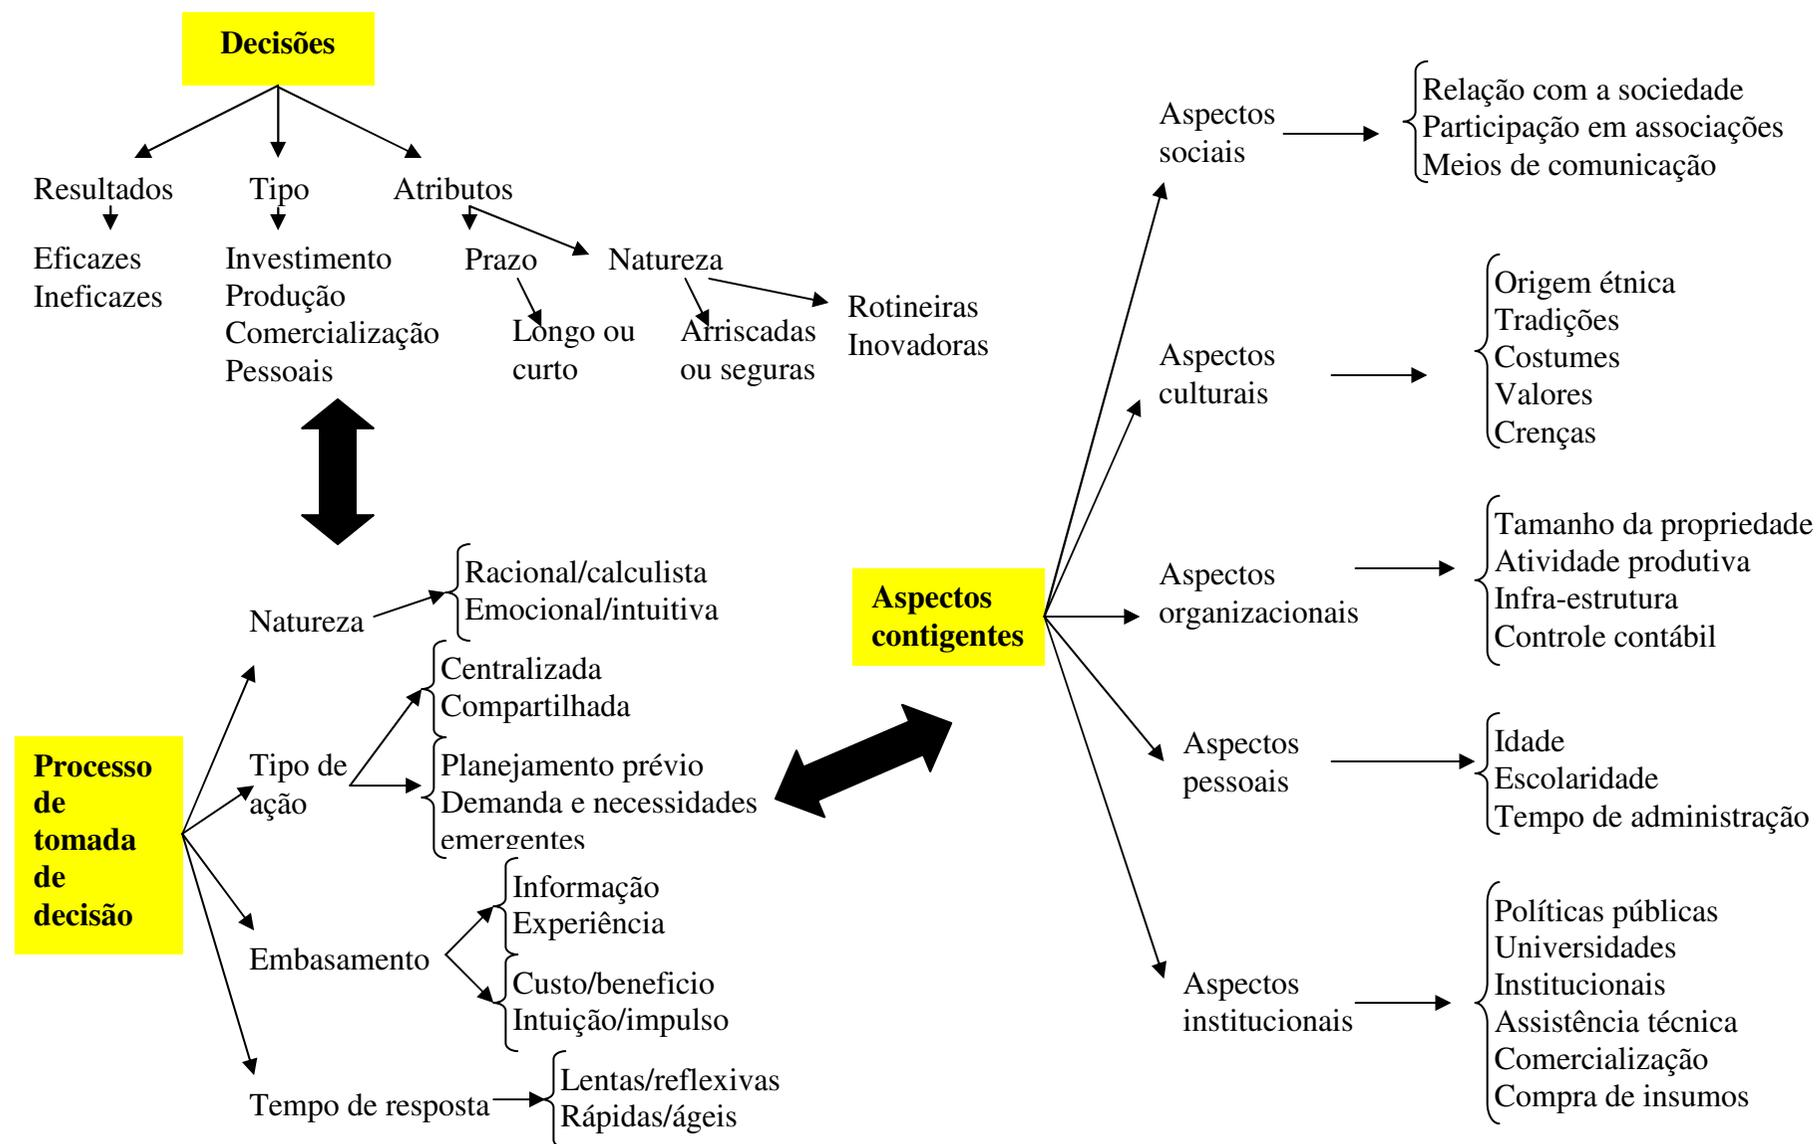 Decisões
Resultados
Tipo
Atributos
Eficazes
Ineficazes
Investimento
Produção
Comercialização
Pessoais
Prazo
Natureza
Longo ou
curto
Arriscadas
ou seguras
Rotineiras
Inovadoras
Processo
de
tomada
de
decisão
Natureza
Racional/calculista
Emocional/intuitiva
Tipo de
ação
Centralizada
Compartilhada
Planejamento prévio
Demanda e necessidades
emergentes
Embasamento
Informação
Experiência
Custo/beneficio
Intuição/impulso
Tempo de resposta
Lentas/reflexivas
Rápidas/ágeis
Aspectos
contigentes
Aspectos
sociais
Relação com a sociedade
Participação em associações
Meios de comunicação
Aspectos
culturais
Origem étnica
Tradições
Costumes
Valores
Crenças
Aspectos
organizacionais
Tamanho da propriedade
Atividade produtiva
Infra-estrutura
Controle contábil
Aspectos
pessoais
Idade
Escolaridade
Tempo de administração
Aspectos
institucionais
Políticas públicas
Universidades
Institucionais
Assistência técnica
Comercialização
Compra de insumos